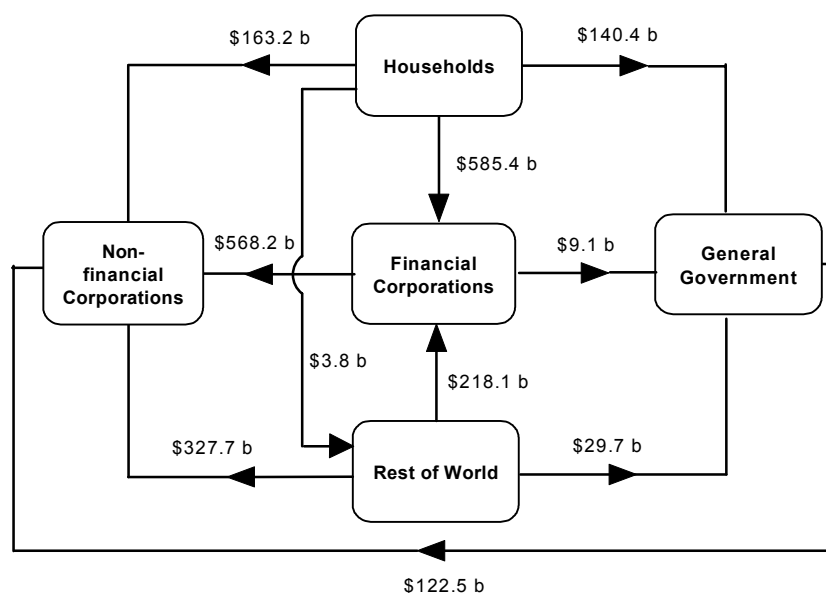 $163.2 b
$140.4 b
Households
$585.4 b
Non-
financial
Corporations
$568.2 b
Financial
Corporations
$9.1 b
General
Government
$3.8 b
$218.1 b
$327.7 b
Rest of World
$29.7 b
$122.5 b